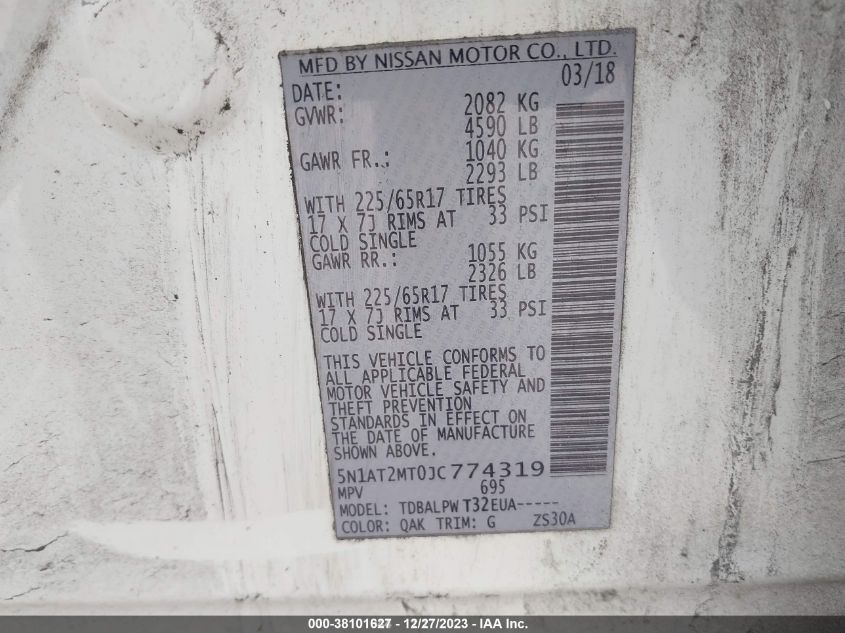 MFD BY NISSAN MOTOR CO., LTD.
DATE: 03/18
GVWR: 2082 KG
4590 LB
GAWR FR.: 1040 KG
2293 LB
WITH 225/65R17 TIRES
17 X 7J RIMS AT 33 PSI
COLD SINGLE
GAWR RR.: 1055 KG
2326 LB
WITH 225/65R17 TIRES
17 X 7J RIMS AT 33 PSI
COLD SINGLE
THIS VEHICLE CONFORMS TO
ALL APPLICABLE FEDERAL
MOTOR VEHICLE SAFETY AND
THEFT PREVENTION
STANDARDS IN EFFECT ON
THE DATE OF MANUFACTURE
SHOWN ABOVE.
5N1AT2MT0JC774319
MPV 695
MODEL: TDBALPW T32EUA-----
COLOR: QAK TRIM: G ZS30A
000-38101627 - 12/27/2023 - IAA Inc.